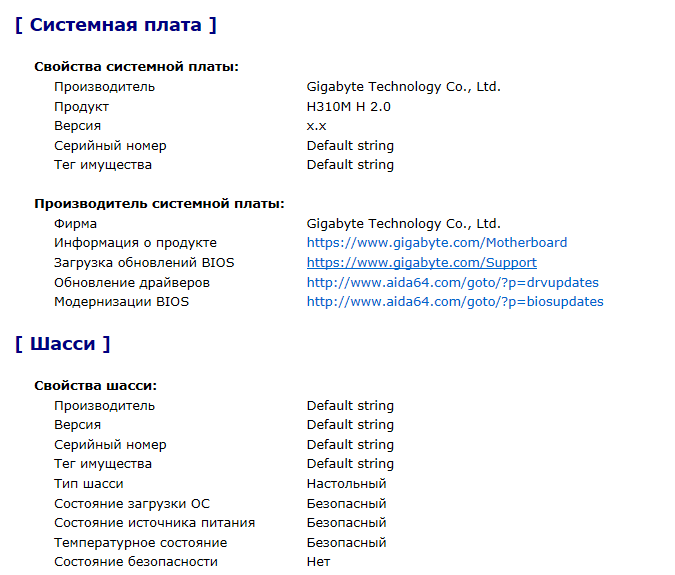 [ Системная плата ]
Свойства системной платы:
Производитель Gigabyte Technology Co., Ltd.
Продукт H310M H 2.0
Версия x.x
Серийный номер Default string
Тег имущества Default string
Производитель системной платы:
Фирма Gigabyte Technology Co., Ltd.
Информация о продукте https://www.gigabyte.com/Motherboard
Загрузка обновлений BIOS https://www.gigabyte.com/Support
Обновление драйверов http://www.aida64.com/goto/?p=drvupdates
Модернизации BIOS http://www.aida64.com/goto/?p=biosupdates
[ Шасси ]
Свойства шасси:
Производитель Default string
Версия Default string
Серийный номер Default string
Тег имущества Default string
Тип шасси Настольный
Состояние загрузки ОС Безопасный
Состояние источника питания Безопасный
Температурное состояние Безопасный
Состояние безопасности Нет